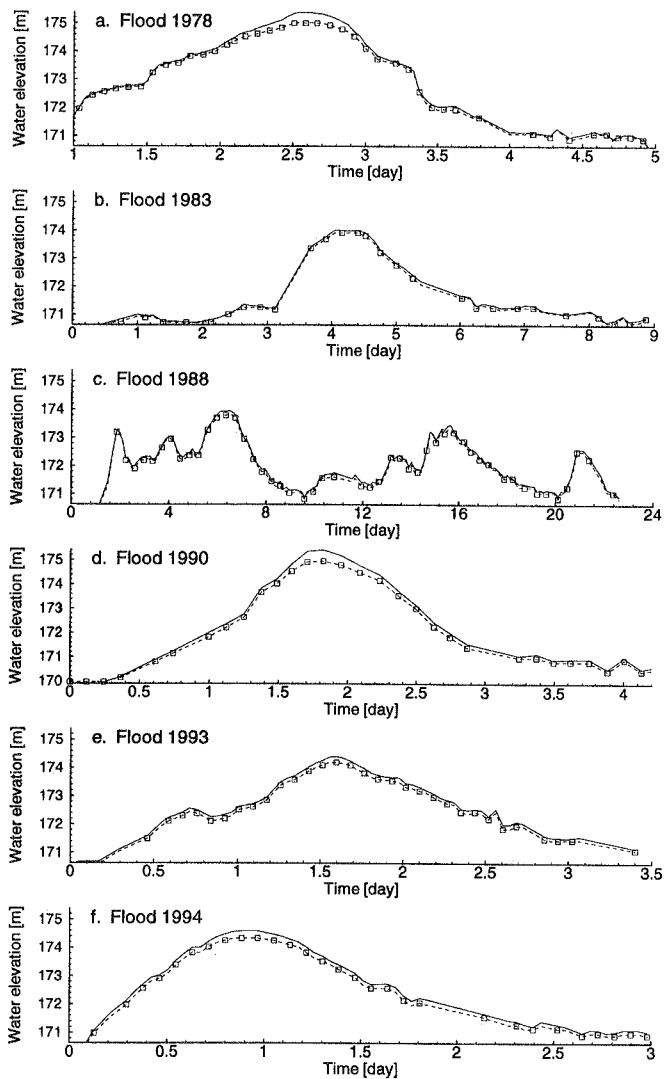 a. Flood 1978
Water elevation [m]
175
174
173
172
171
1 1.5 2 2.5 3 3.5 4 4.5 5
Time [day]
b. Flood 1983
Water elevation [m]
175
174
173
172
171
0 1 2 3 4 5 6 7 8 9
Time [day]
c. Flood 1988
Water elevation [m]
175
174
173
172
171
0 4 8 12 16 20 24
Time [day]
d. Flood 1990
Water elevation [m]
175
174
173
172
171
170
0 0.5 1 1.5 2 2.5 3 3.5 4
Time [day]
e. Flood 1993
Water elevation [m]
175
174
173
172
171
0 0.5 1 1.5 2 2.5 3 3.5
Time [day]
f. Flood 1994
Water elevation [m]
175
174
173
172
171
0 0.5 1 1.5 2 2.5 3
Time [day]